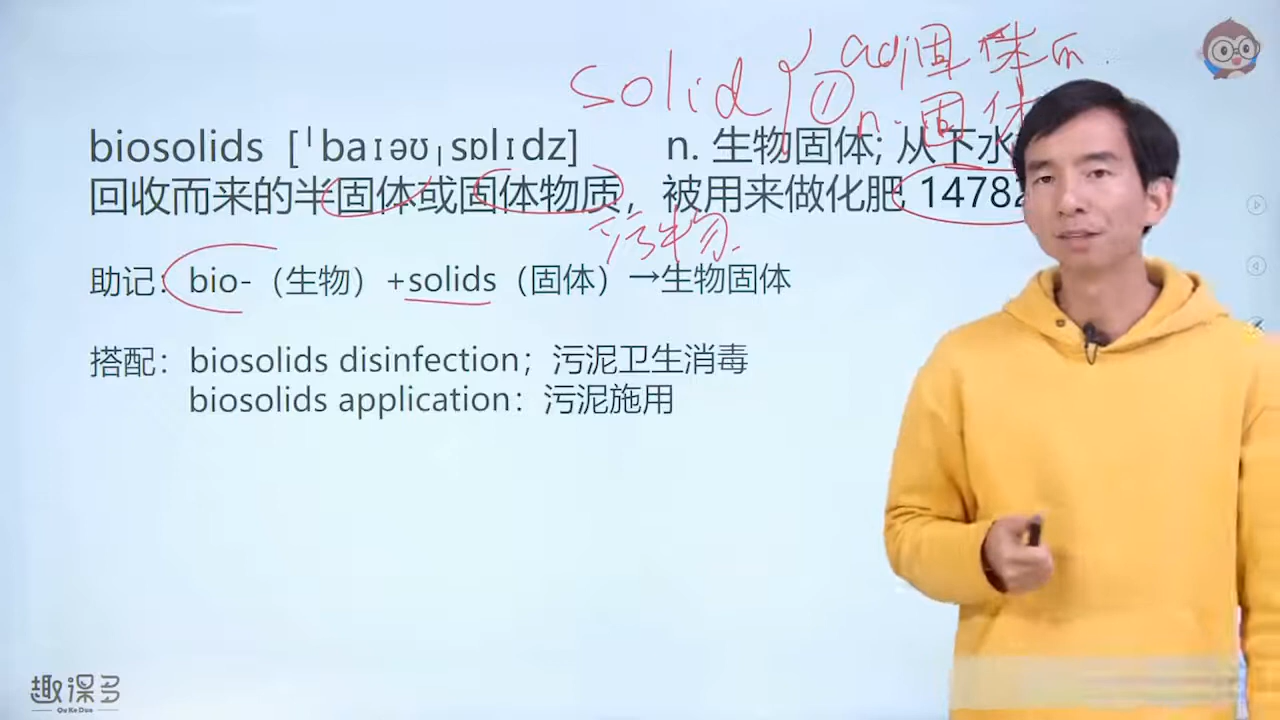 solid { adj 固体的.
① n. 固体
biosolids [ˈbaɪəʊˌsɒlɪdz] n. 生物固体; 从下水
回收而来的半固体或固体物质，被用来做化肥 14782
污物.
助记：bio-（生物）+solids（固体）→生物固体
搭配：biosolids disinfection；污泥卫生消毒
biosolids application：污泥施用
趣课多
Qu Ke Duo